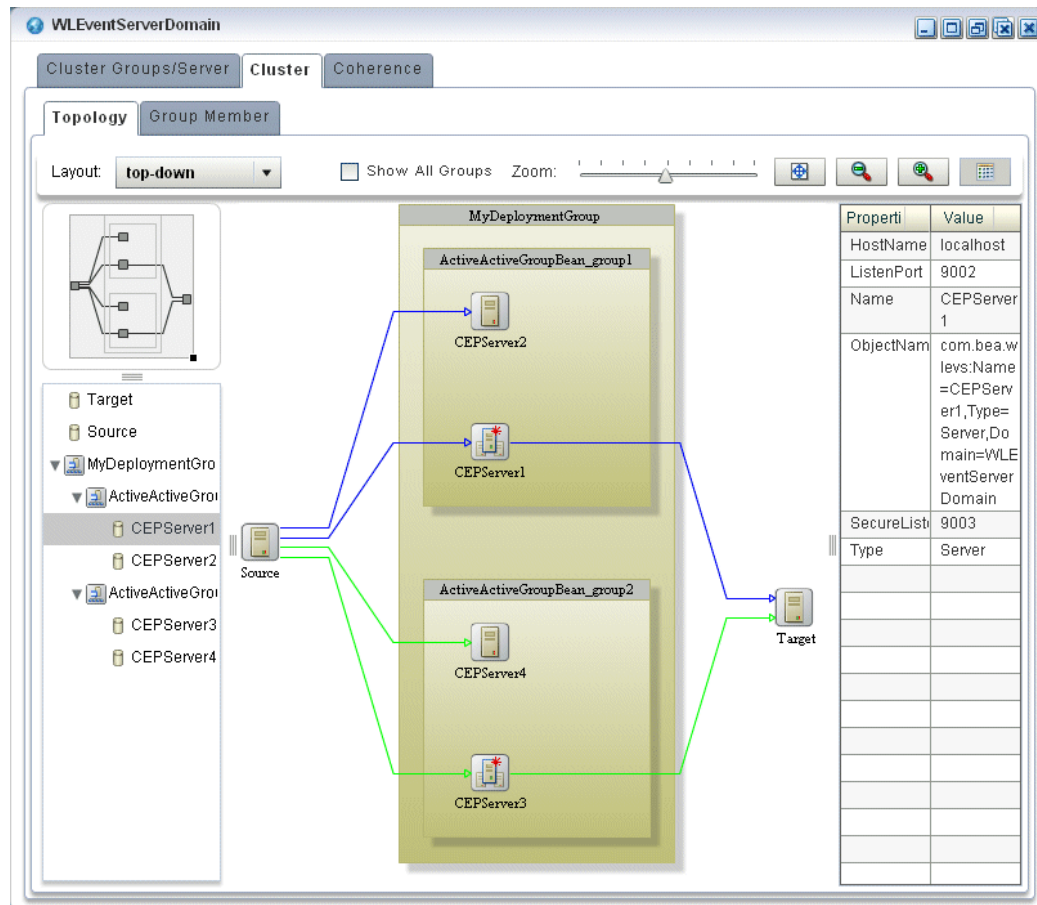 WLEventServerDomain
Cluster Groups/Server
Cluster
Coherence
Topology
Group Member
Layout:
top-down
Show All Groups
Zoom:
Target
Source
MyDeploymentGro
ActiveActiveGrou
CEPServer1
CEPServer2
ActiveActiveGrou
CEPServer3
CEPServer4
Source
MyDeploymentGroup
ActiveActiveGroupBean_group1
CEPServer2
CEPServer1
ActiveActiveGroupBean_group2
CEPServer4
CEPServer3
Target
Properti Value
HostName localhost
ListenPort 9002
Name CEPServer
1
ObjectNam com.bea.w
levs:Name
=CEPServ
er1,Type=
Server,Do
main=WLE
ventServer
Domain
SecureListe 9003
Type Server